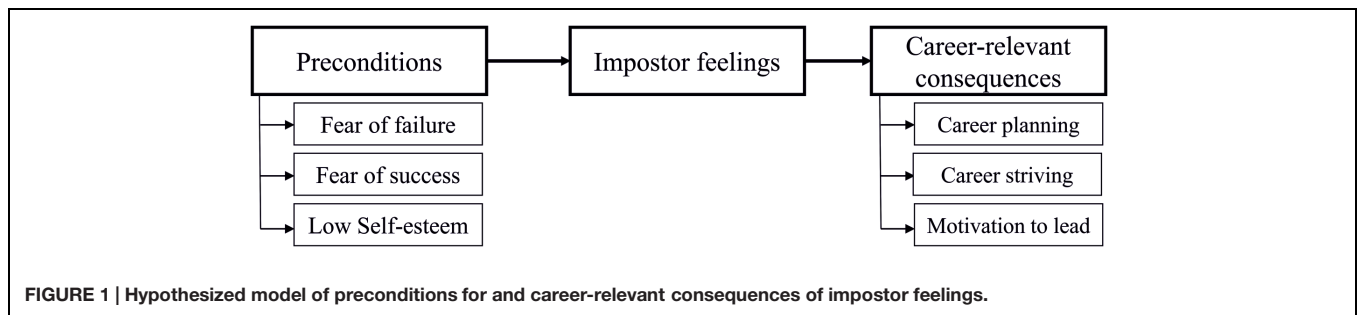 Preconditions
Fear of failure
Fear of success
Low Self-esteem
Impostor feelings
Career-relevant
consequences
Career planning
Career striving
Motivation to lead
FIGURE 1 | Hypothesized model of preconditions for and career-relevant consequences of impostor feelings.